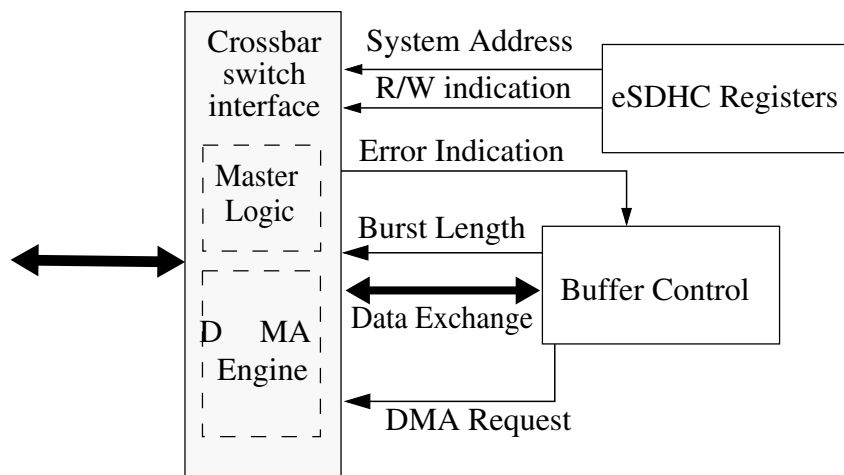 Crossbar
switch
interface
System Address
R/W indication
eSDHC Registers
Error Indication
Master
Logic
Burst Length
Buffer Control
Data Exchange
D MA
Engine
DMA Request